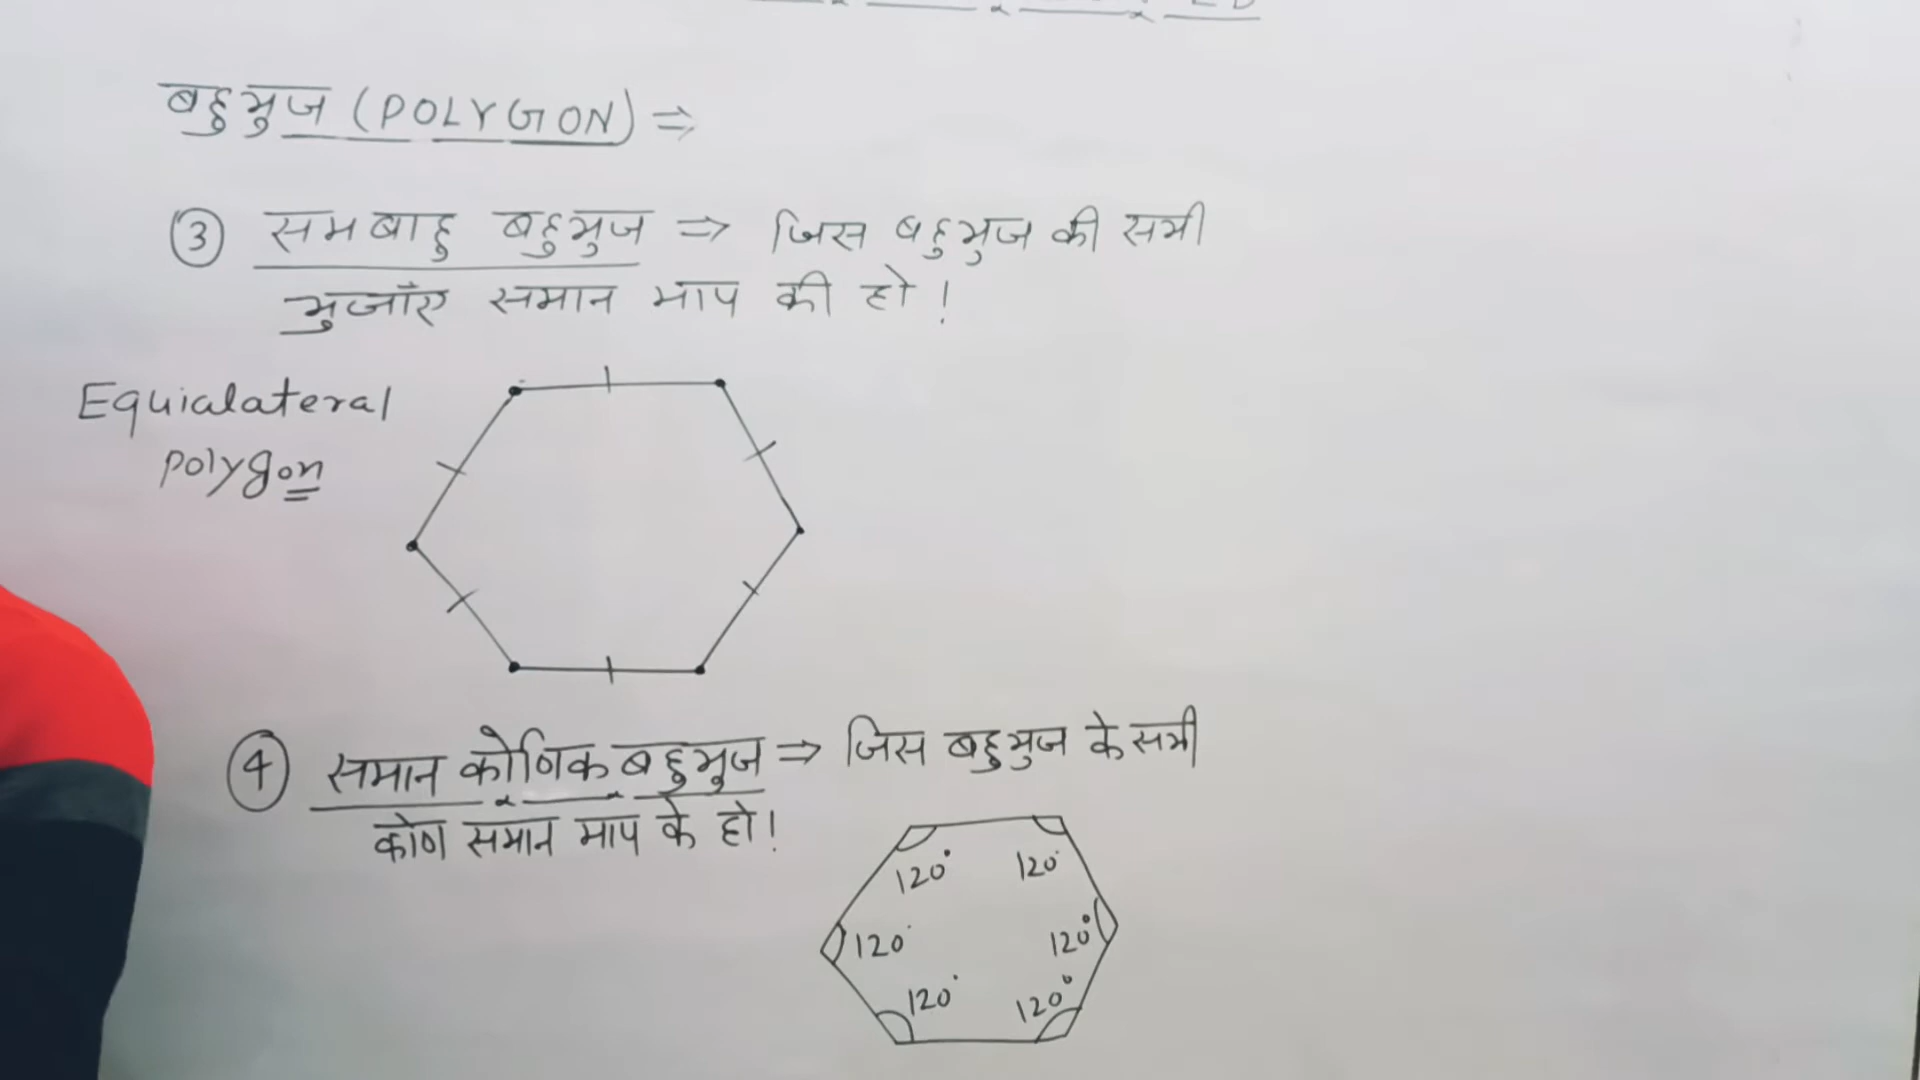 बहुभुज (POLYGON) ⇒
③ समबाहु बहुभुज ⇒ जिस बहुभुज की सभी
भुजाँए समान माप की हो !
Equialateral
polygon
④ समान कोणिक बहुभुज ⇒ जिस बहुभुज के सभी
कोण समान माप के हो !
120° 120°
120° 120°
120° 120°